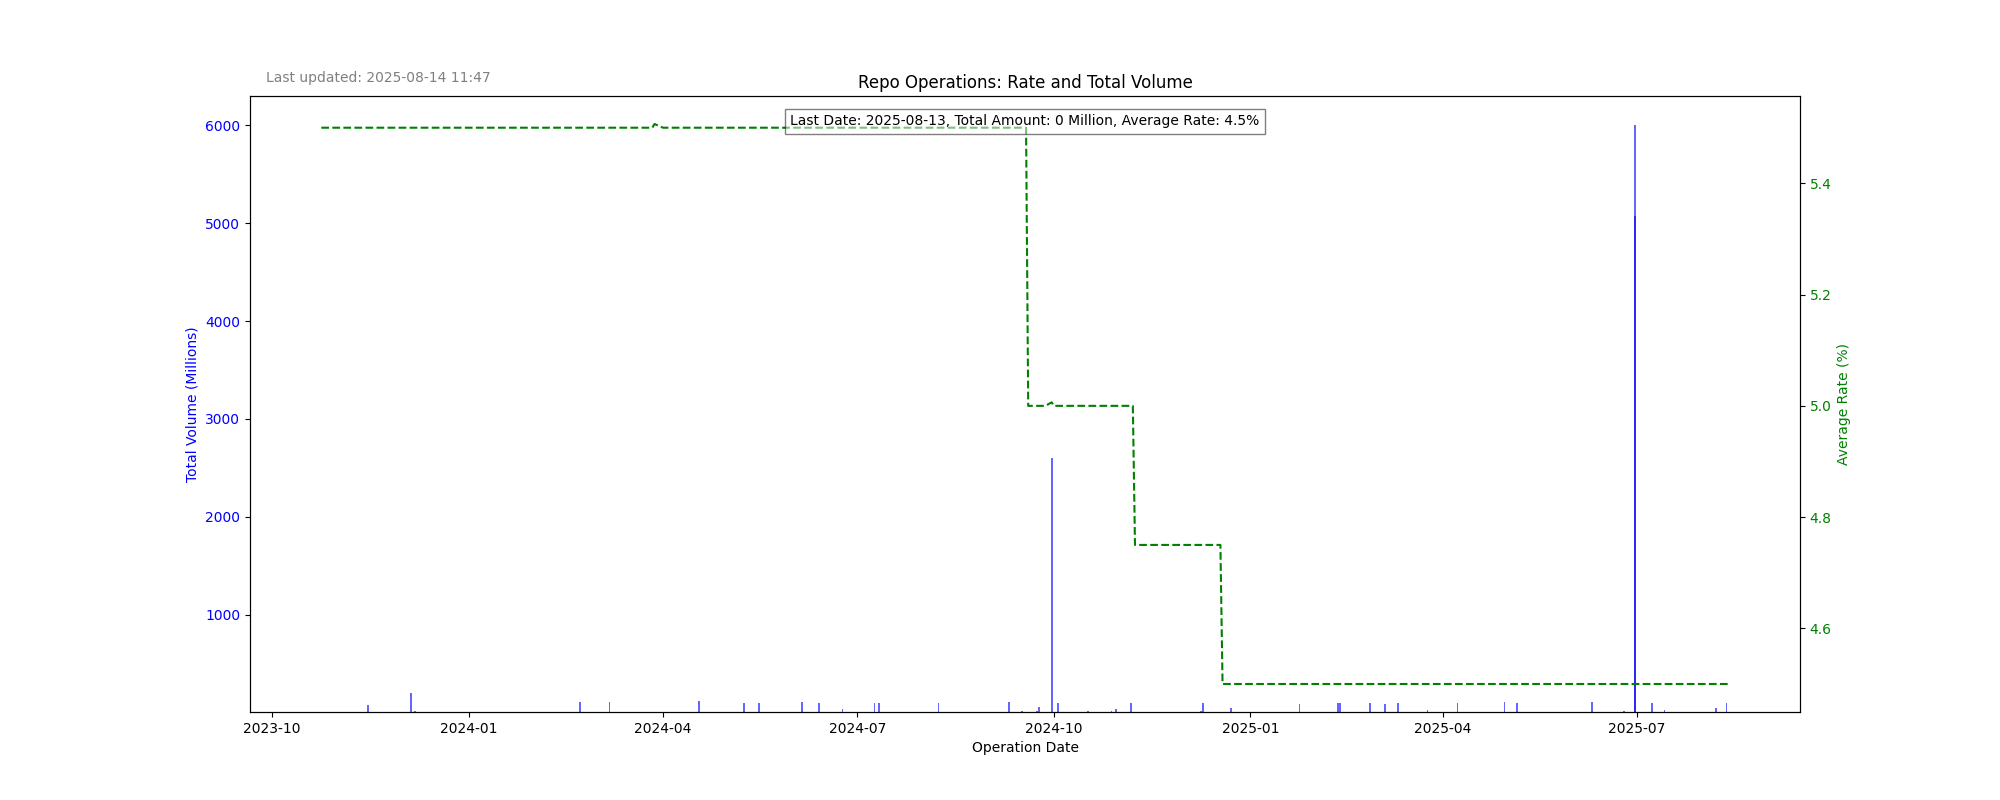 Last updated: 2025-08-14 11:47
Repo Operations: Rate and Total Volume
Last Date: 2025-08-13, Total Amount: 0 Million, Average Rate: 4.5%
Total Volume (Millions)
6000
5000
4000
3000
2000
1000
5.4
5.2
5.0
4.8
4.6
Average Rate (%)
2023-10 2024-01 2024-04 2024-07 2024-10 2025-01 2025-04 2025-07
Operation Date